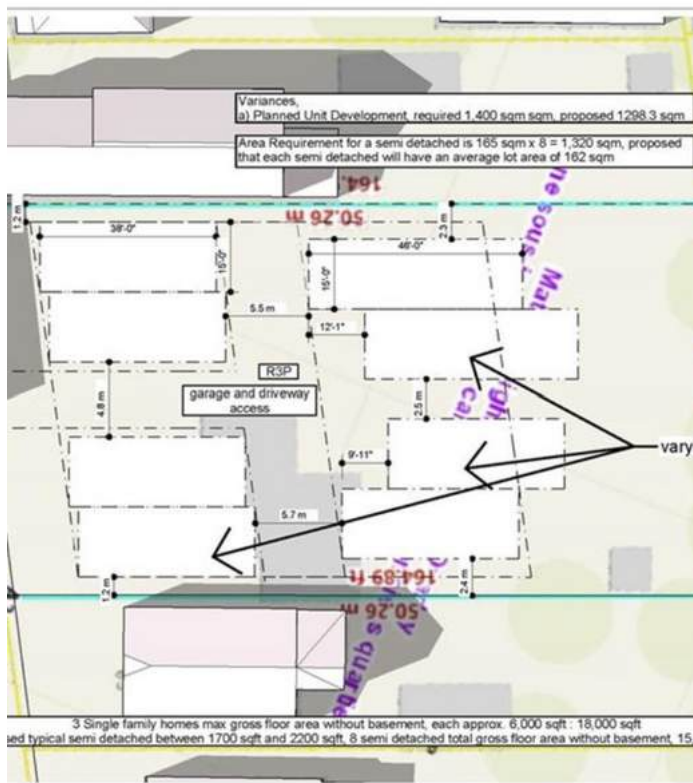 Variances,
a) Planned Unit Development, required 1,400 sqm sqm, proposed 1298.3 sqm
Area Requirement for a semi detached is 165 sqm x 8 = 1,320 sqm, proposed
that each semi detached will have an average lot area of 162 sqm
164.
50.26 m
1.2 m
38'-0"
15'-0"
2.3 m
46'-0"
15'-0"
5.5 m
12'-1"
R3P
garage and driveway
access
4.8 m
2.5 m
9'-11"
vary
5.7 m
1.2 m
2.4 m
164.89 ft
50.26 m
3 Single family homes max gross floor area without basement, each approx. 6,000 sqft : 18,000 sqft
sed typical semi detached between 1700 sqft and 2200 sqft, 8 semi detached total gross floor area without basement, 15.